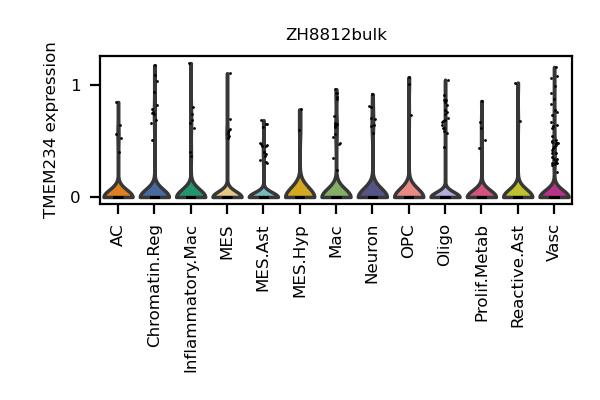 ZH8812bulk
TMEM234 expression
1
0
AC
Chromatin.Reg
Inflammatory.Mac
MES
MES.Ast
MES.Hyp
Mac
Neuron
OPC
Oligo
Prolif.Metab
Reactive.Ast
Vasc